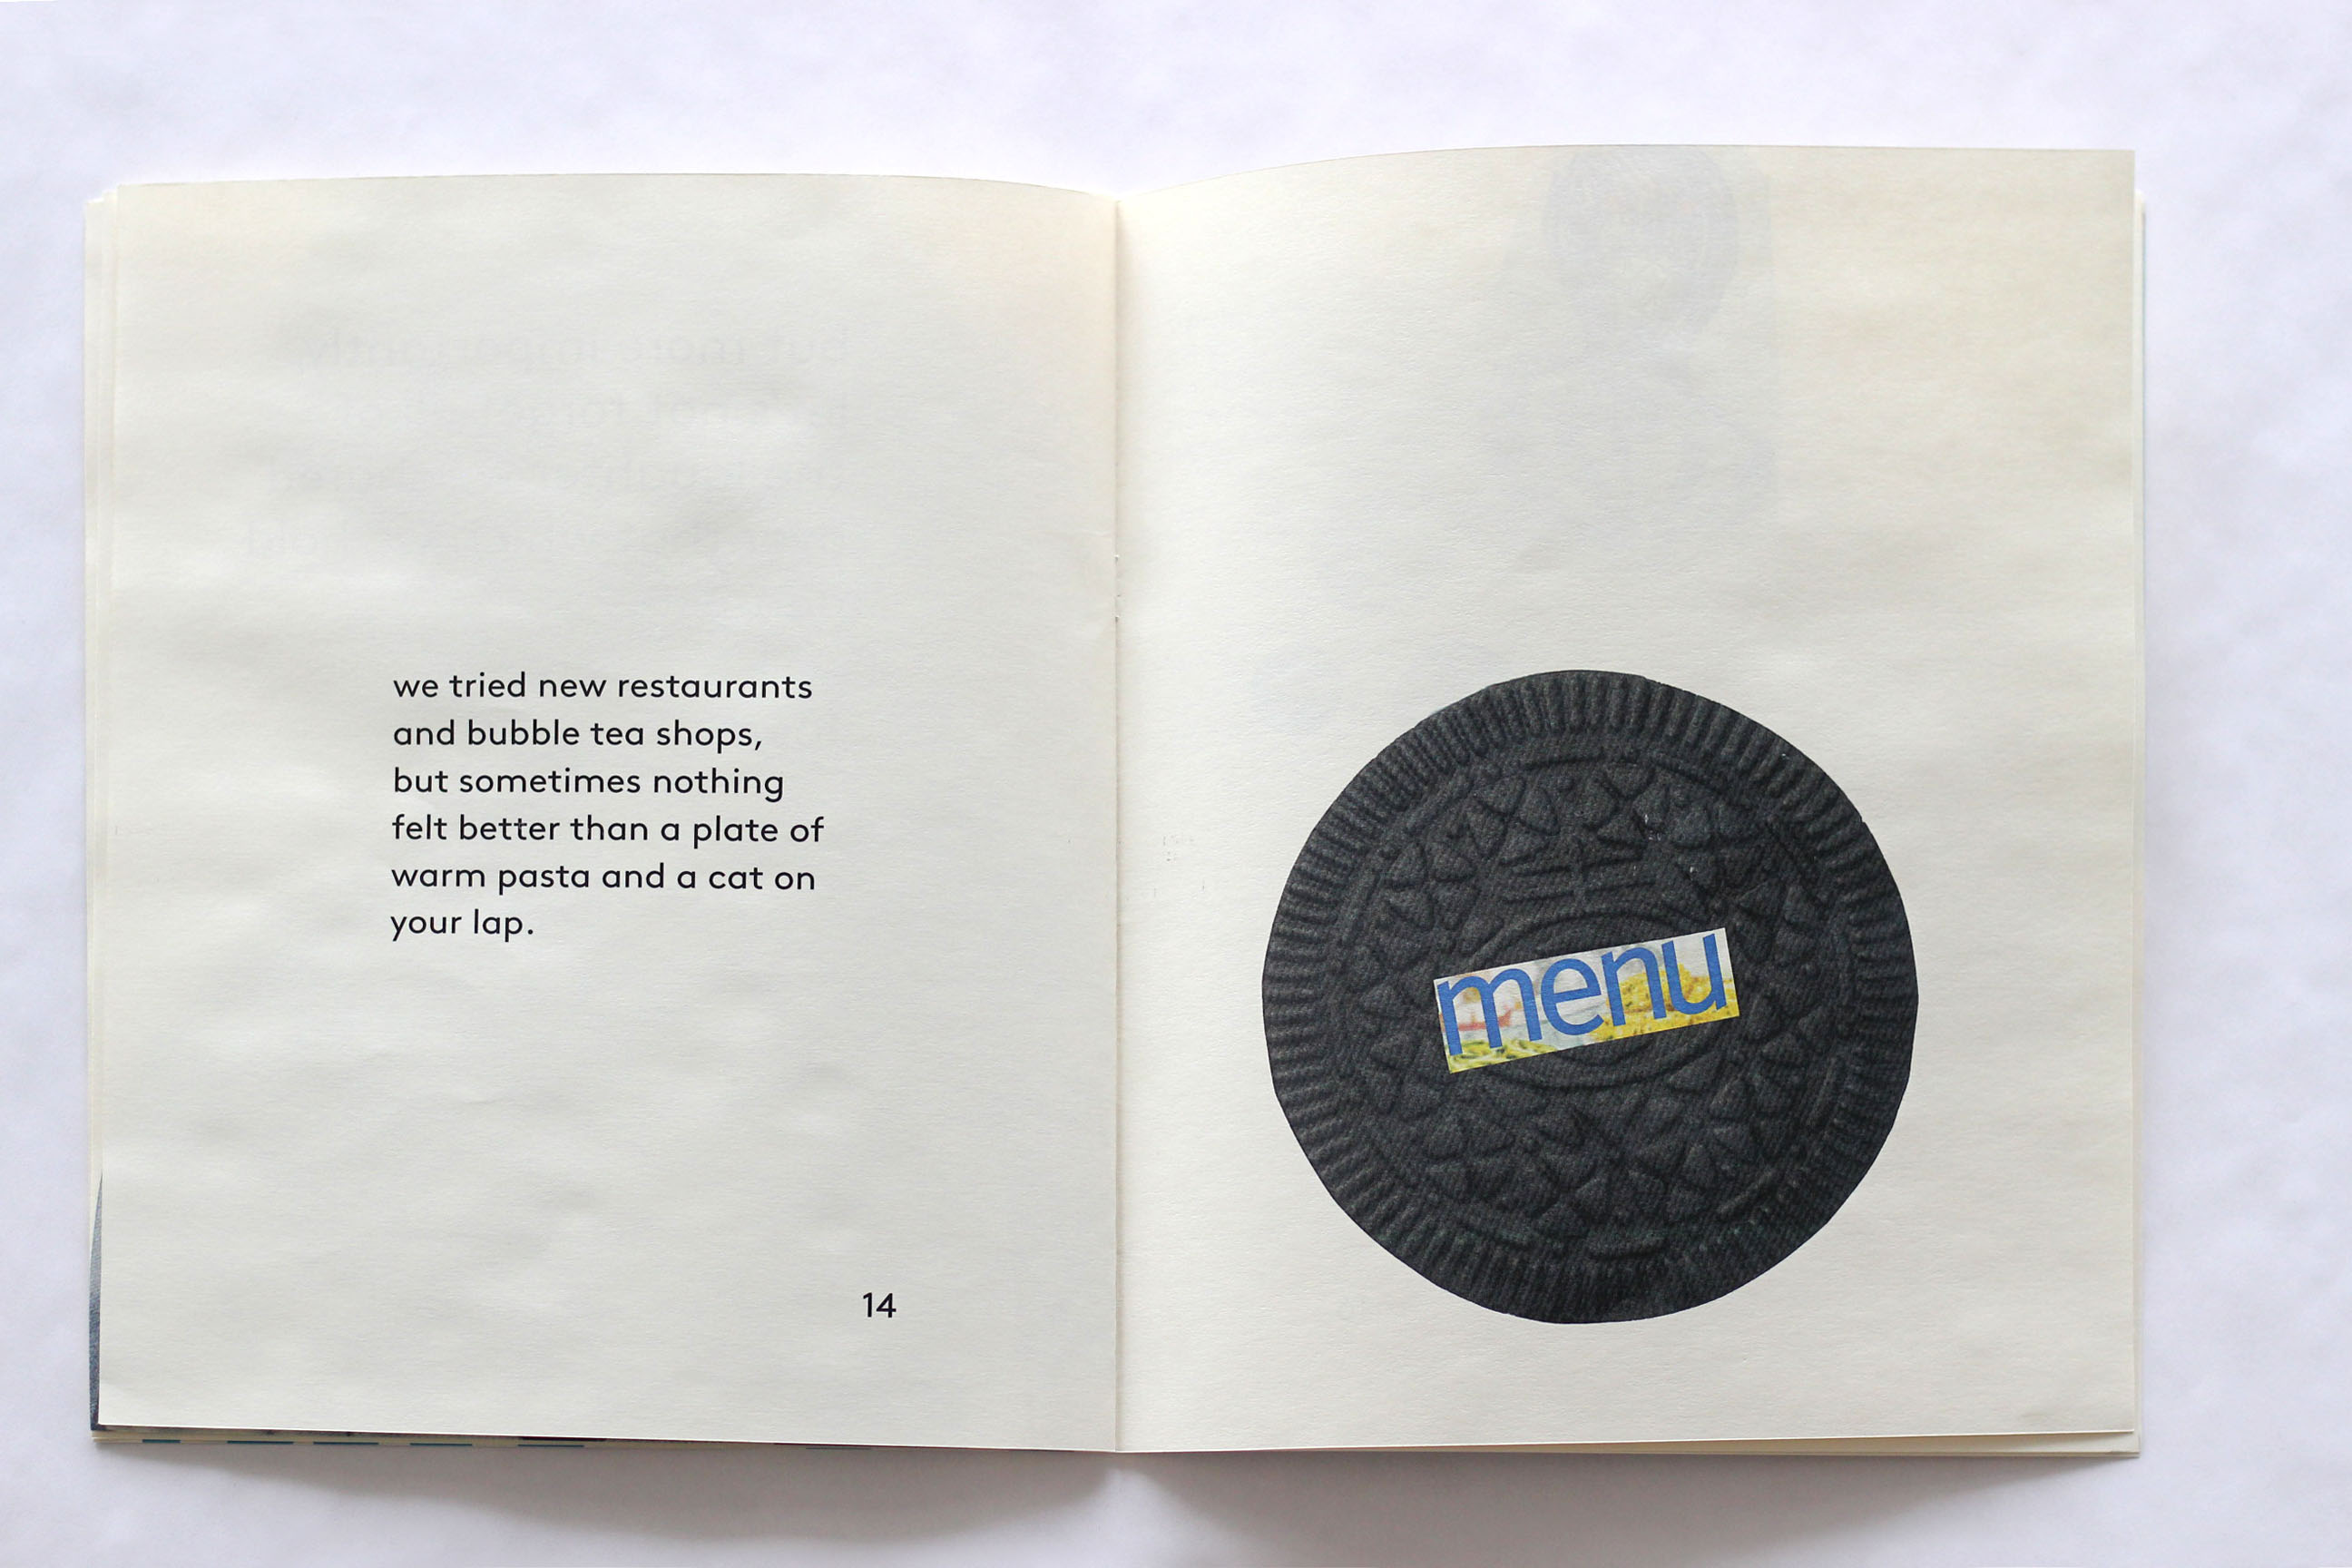 we tried new restaurants
and bubble tea shops,
but sometimes nothing
felt better than a plate of
warm pasta and a cat on
your lap.
14
menu